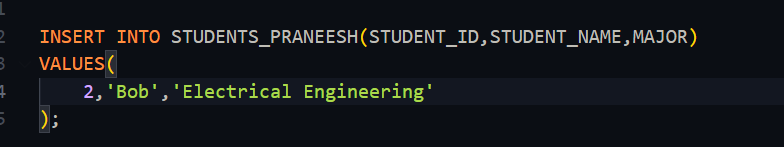 INSERT INTO STUDENTS_PRANEESH(STUDENT_ID,STUDENT_NAME,MAJOR)
VALUES(
2,'Bob','Electrical Engineering'
);